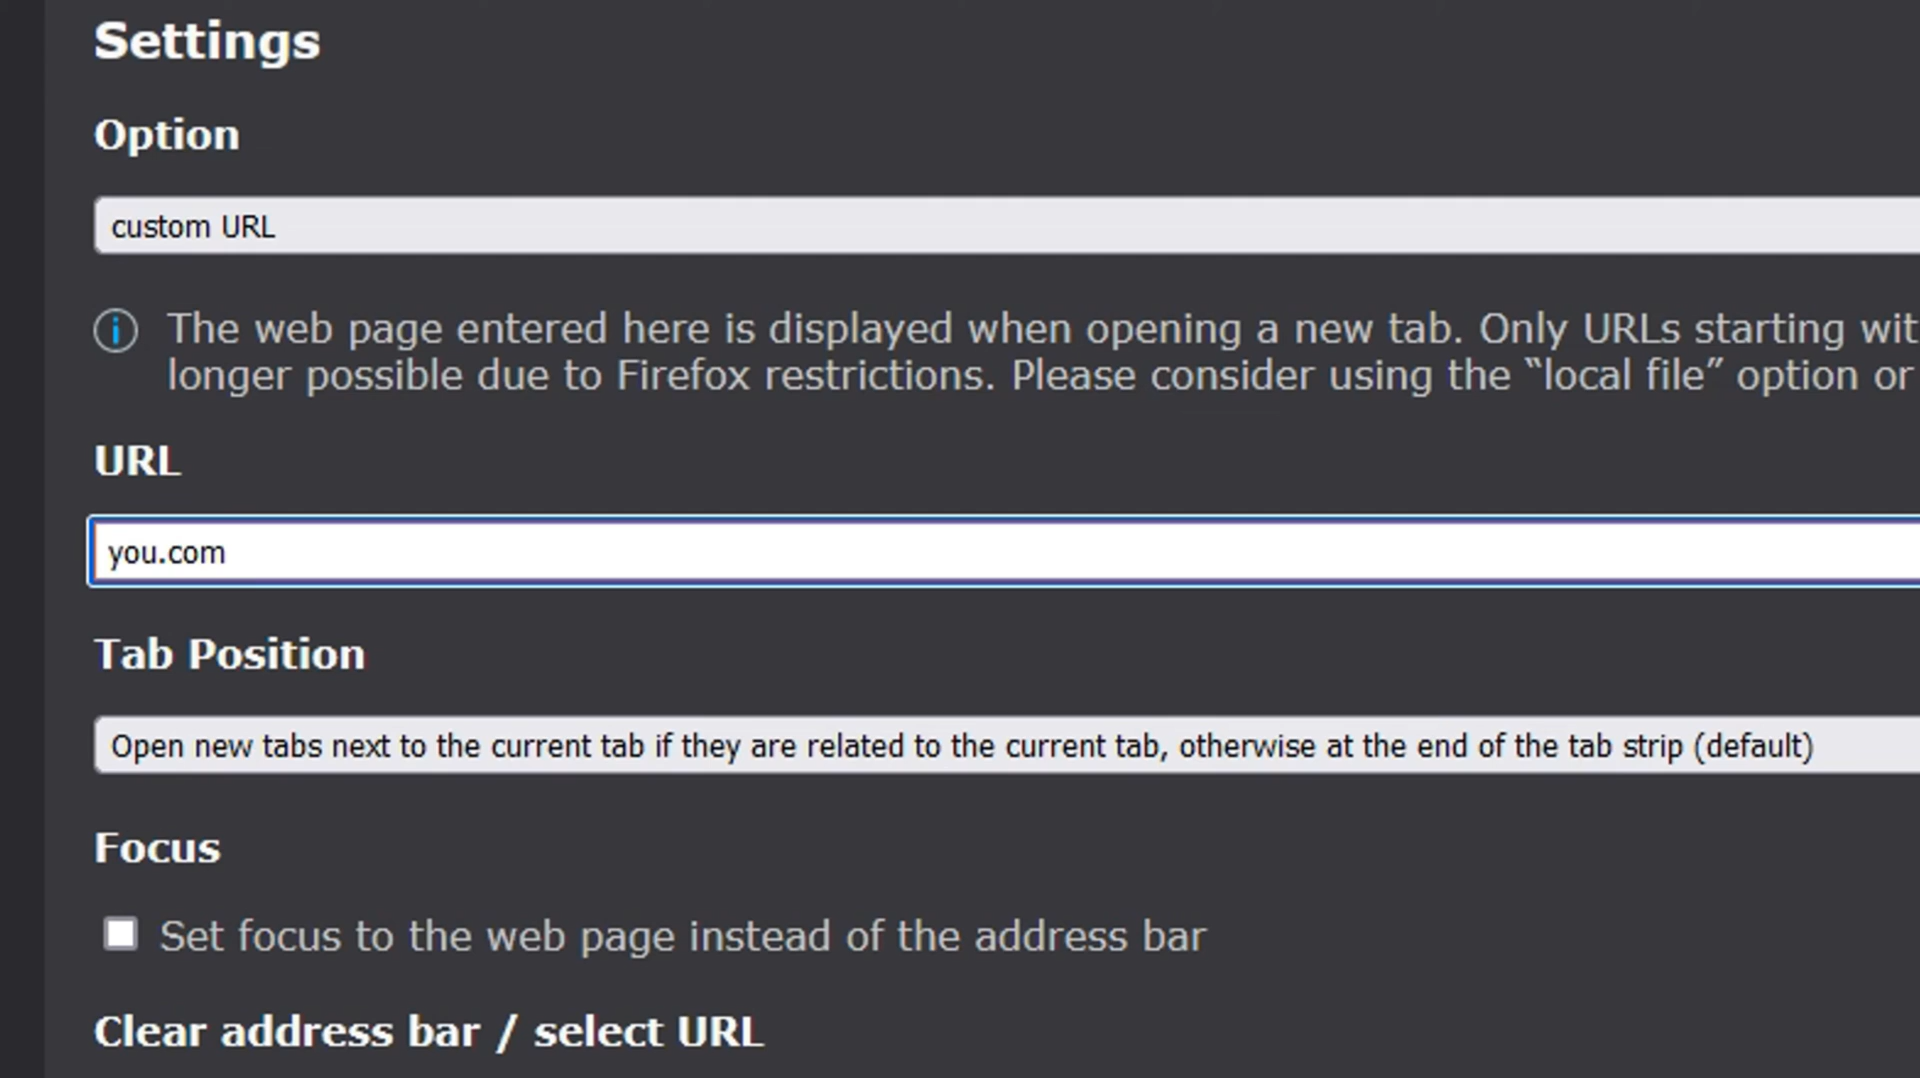 Settings
Option
custom URL
The web page entered here is displayed when opening a new tab. Only URLs starting
longer possible due to Firefox restrictions. Please consider using the “local file” option or
URL
you.com
Tab Position
Open new tabs next to the current tab if they are related to the current tab, otherwise at the end of the tab strip (default)
Focus
Set focus to the web page instead of the address bar
Clear address bar / select URL